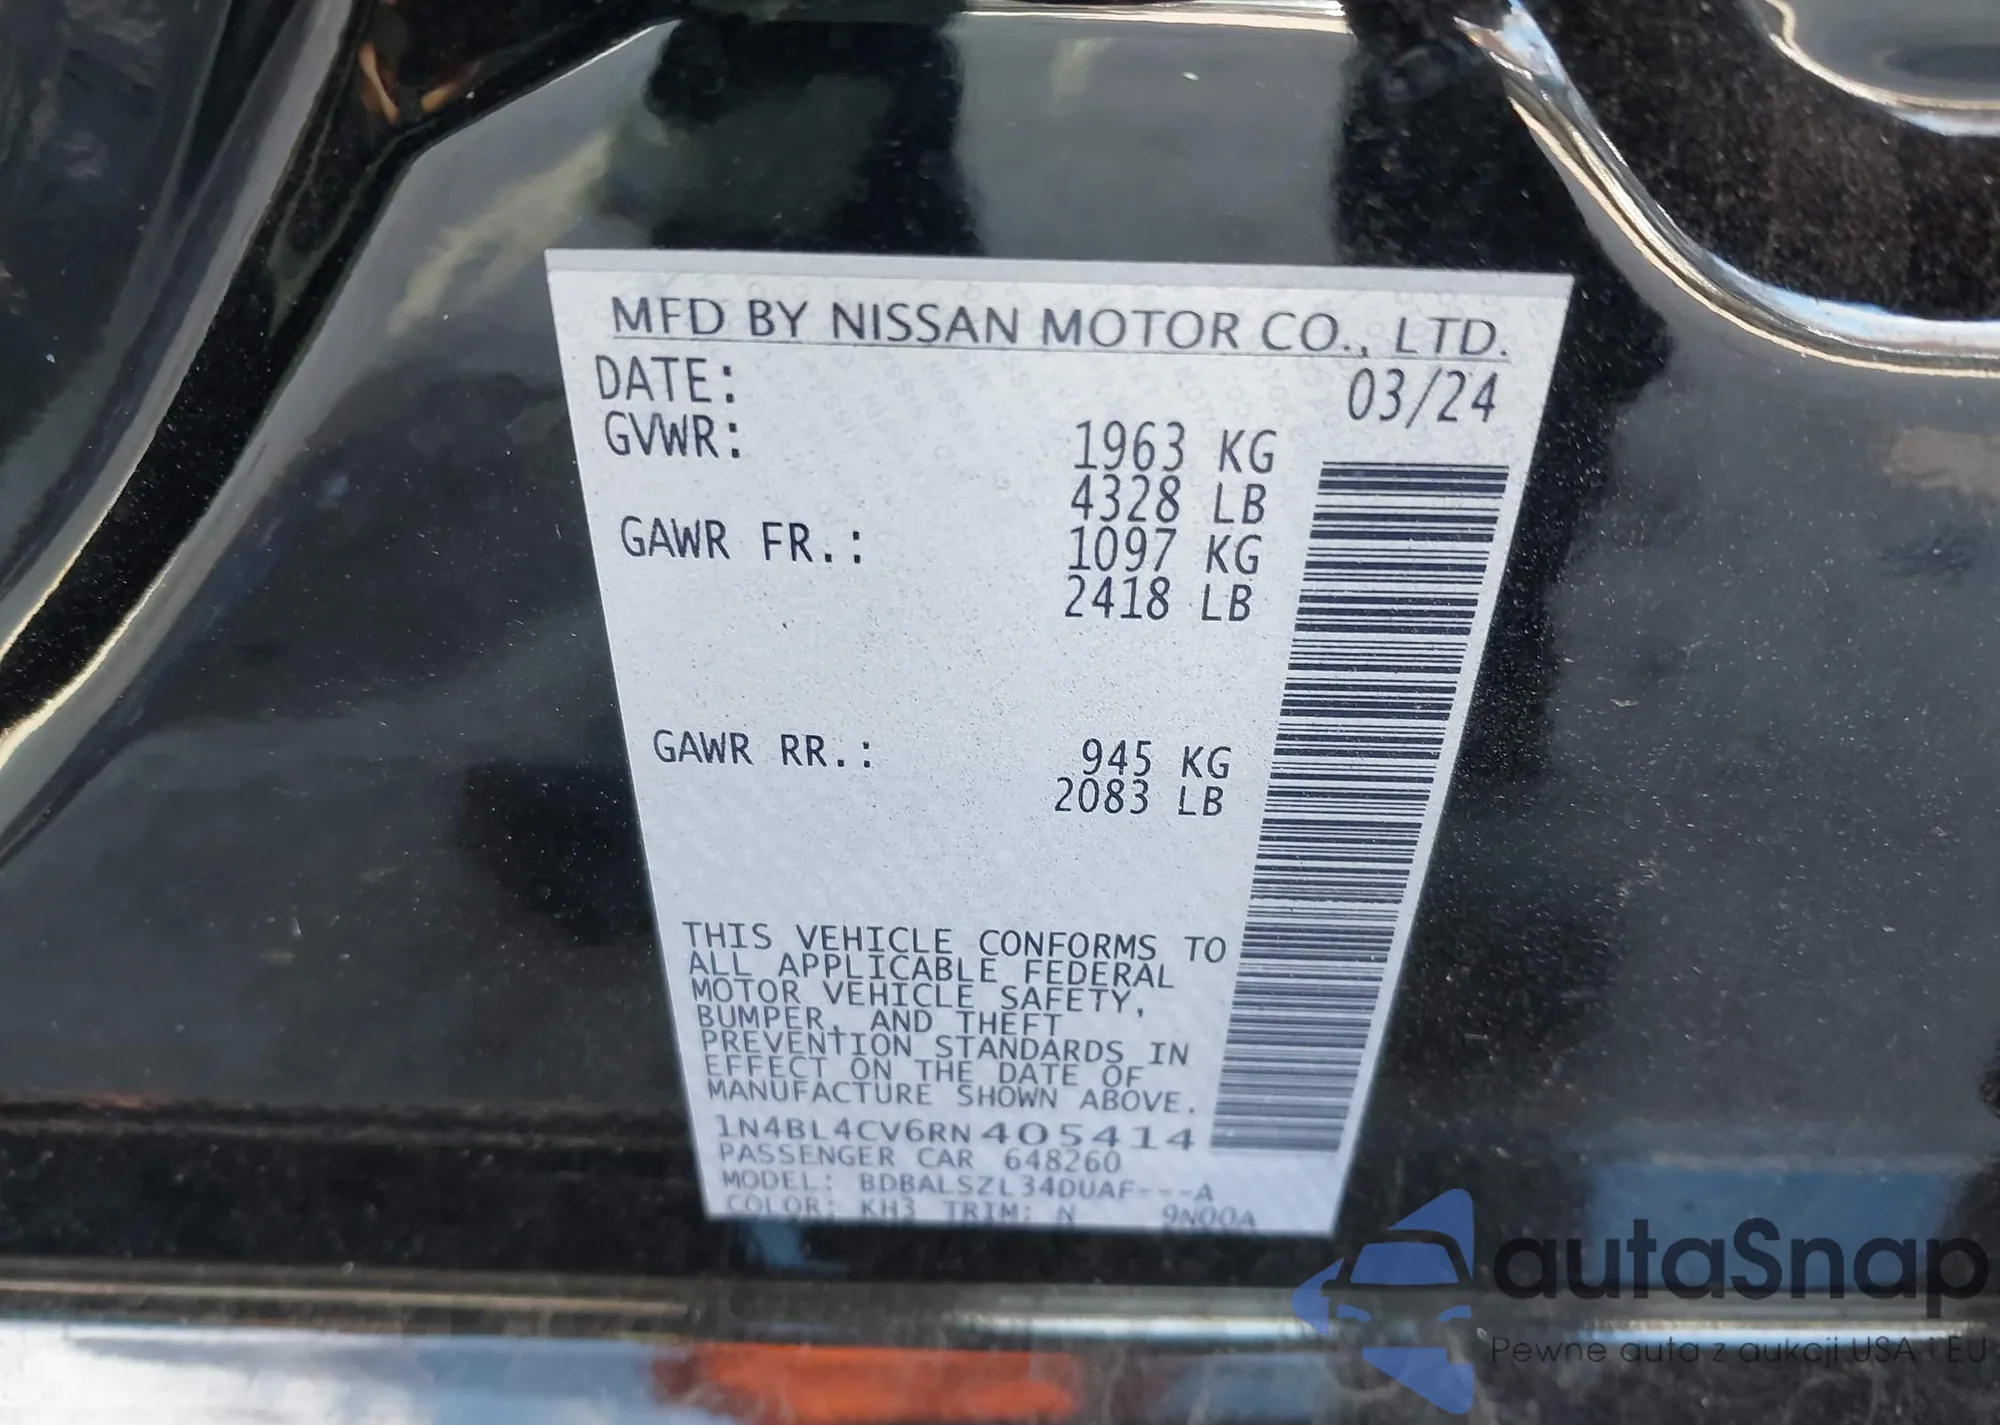 MFD BY NISSAN MOTOR CO., LTD.
DATE: 03/24
GVWR: 1963 KG
4328 LB
GAWR FR.: 1097 KG
2418 LB
GAWR RR.: 945 KG
2083 LB
THIS VEHICLE CONFORMS TO
ALL APPLICABLE FEDERAL
MOTOR VEHICLE SAFETY,
BUMPER, AND THEFT
PREVENTION STANDARDS IN
EFFECT ON THE DATE OF
MANUFACTURE SHOWN ABOVE.
1N4BL4CV6RN405414
PASSENGER CAR 648260
MODEL: BDBALSZL34DUAF---A
COLOR: KH3 TRIM: N 9N00A
autaSnap
Pewne auta z aukcji USA i EU